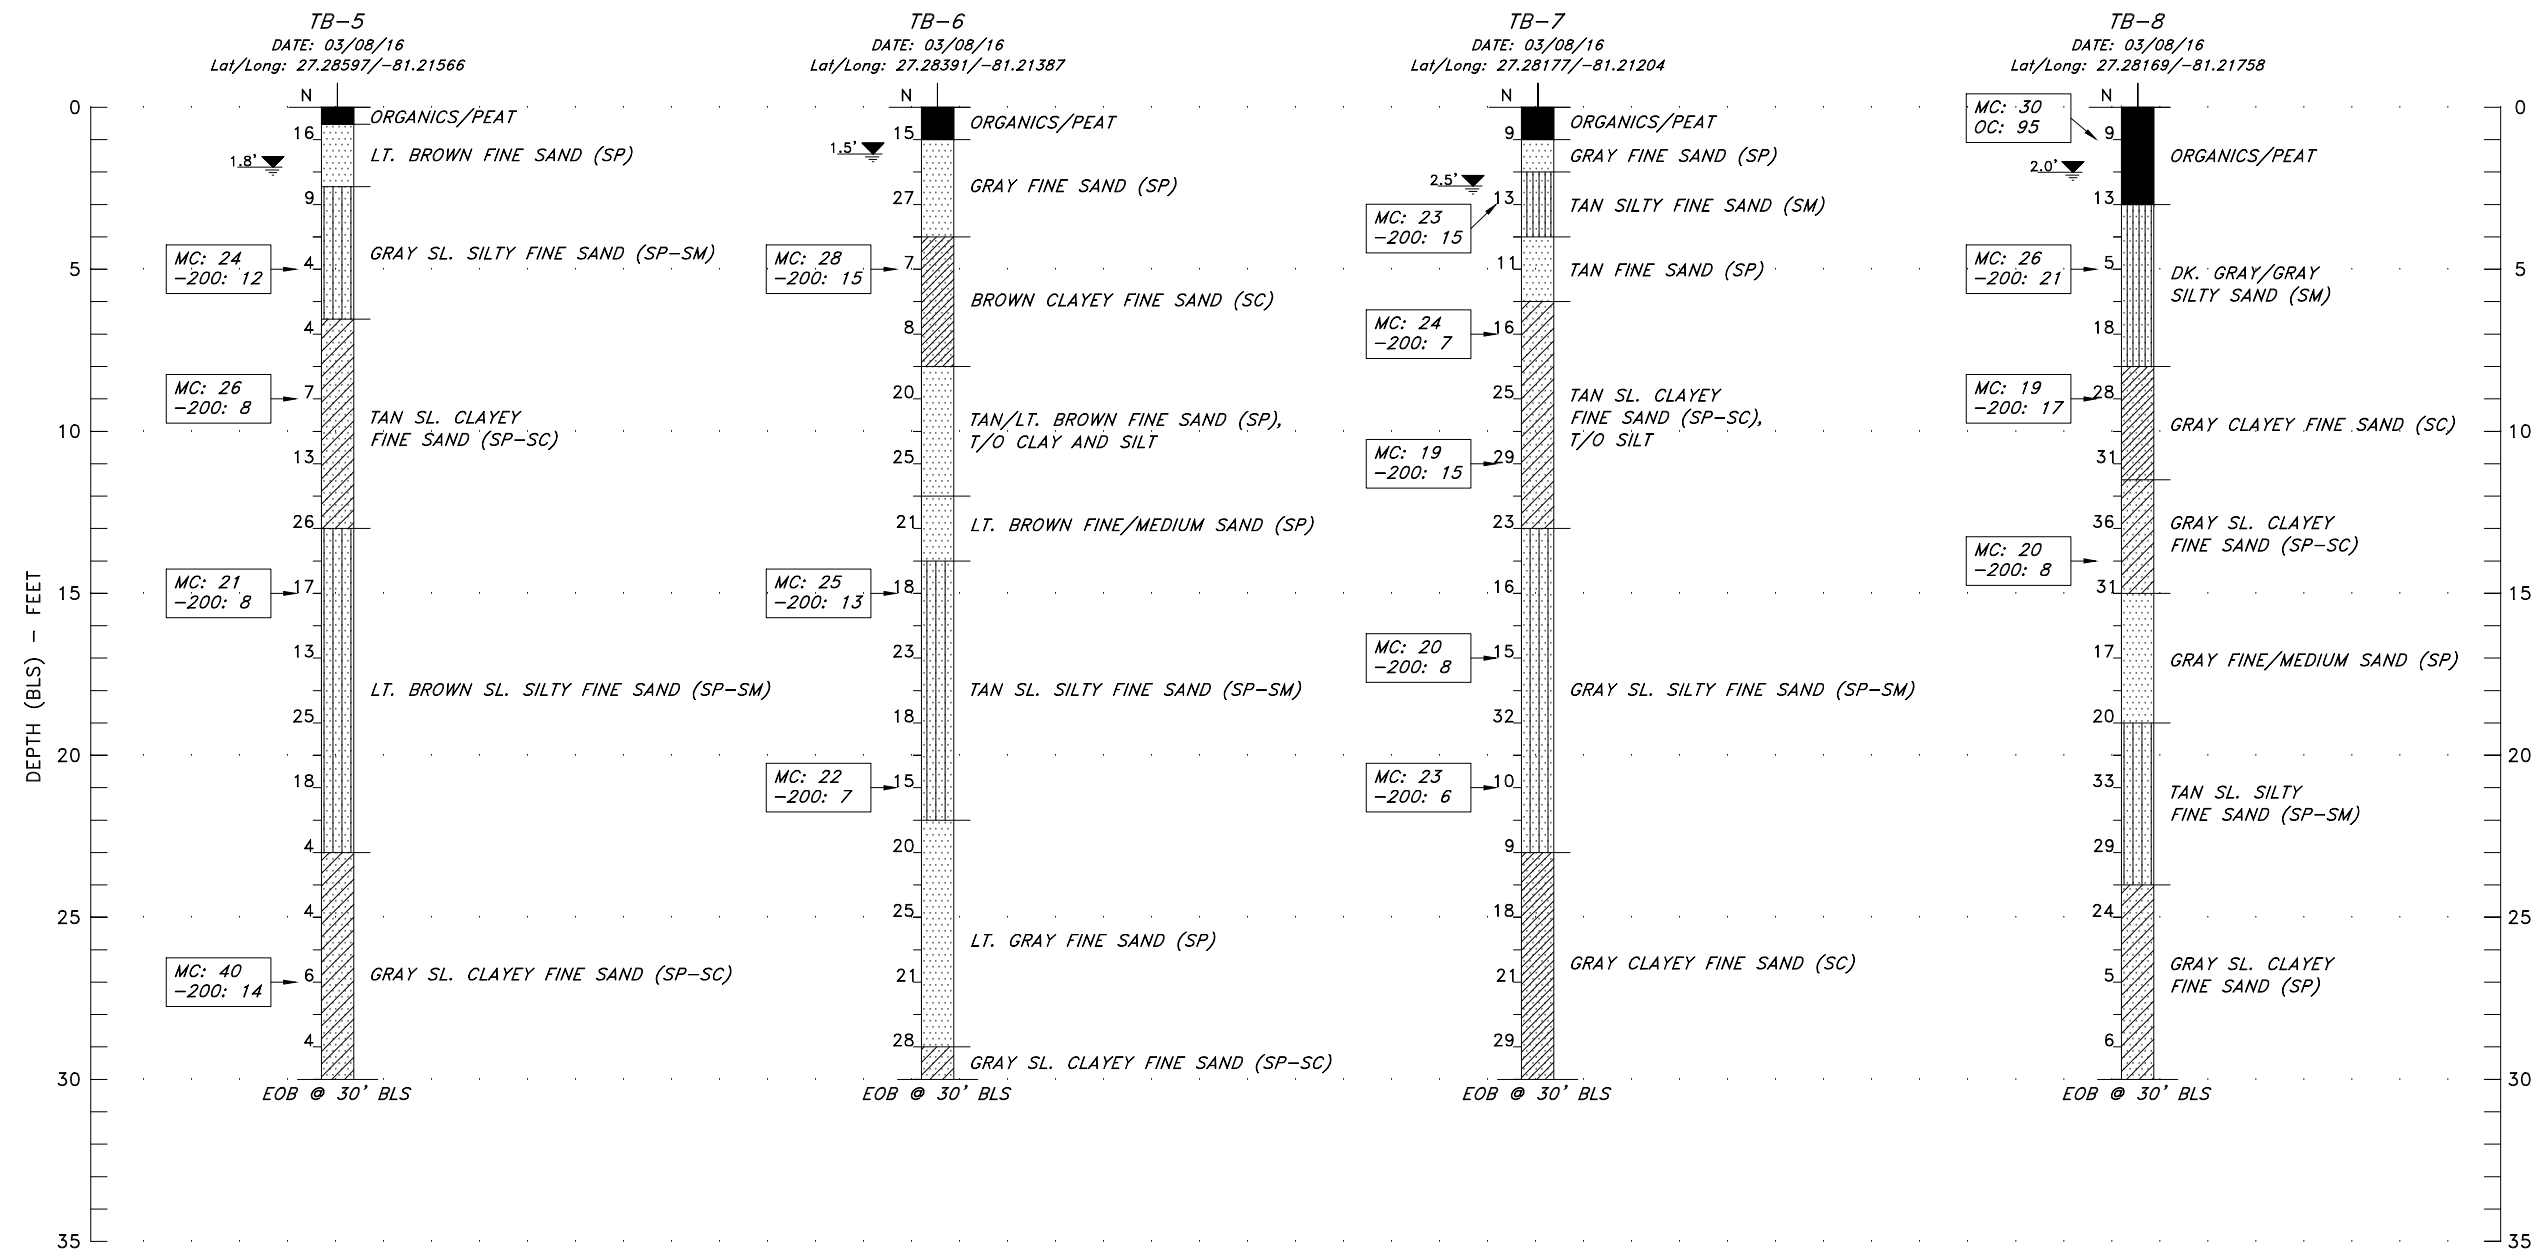 TB-5
DATE: 03/08/16
Lat/Long: 27.28597/-81.21566
N
ORGANICS/PEAT
16
LT. BROWN FINE SAND (SP)
1.8'
9
GRAY SL. SILTY FINE SAND (SP-SM)
MC: 24
-200: 12
4
4
MC: 26
-200: 8
7
TAN SL. CLAYEY
FINE SAND (SP-SC)
13
26
MC: 21
-200: 8
17
13
LT. BROWN SL. SILTY FINE SAND (SP-SM)
25
18
4
4
MC: 40
-200: 14
6
GRAY SL. CLAYEY FINE SAND (SP-SC)
4
EOB @ 30' BLS
TB-6
DATE: 03/08/16
Lat/Long: 27.28391/-81.21387
N
ORGANICS/PEAT
15
1.5'
GRAY FINE SAND (SP)
27
MC: 28
-200: 15
7
BROWN CLAYEY FINE SAND (SC)
8
20
TAN/LT. BROWN FINE SAND (SP),
T/O CLAY AND SILT
25
21
LT. BROWN FINE/MEDIUM SAND (SP)
MC: 25
-200: 13
18
23
TAN SL. SILTY FINE SAND (SP-SM)
18
MC: 22
-200: 7
15
20
25
LT. GRAY FINE SAND (SP)
21
28
GRAY SL. CLAYEY FINE SAND (SP-SC)
EOB @ 30' BLS
TB-7
DATE: 03/08/16
Lat/Long: 27.28177/-81.21204
N
ORGANICS/PEAT
9
GRAY FINE SAND (SP)
2.5'
13
TAN SILTY FINE SAND (SM)
MC: 23
-200: 15
11
TAN FINE SAND (SP)
MC: 24
-200: 7
16
25
TAN SL. CLAYEY
FINE SAND (SP-SC),
T/O SILT
MC: 19
-200: 15
29
23
16
MC: 20
-200: 8
15
GRAY SL. SILTY FINE SAND (SP-SM)
32
MC: 23
-200: 6
10
9
18
GRAY CLAYEY FINE SAND (SC)
21
29
EOB @ 30' BLS
TB-8
DATE: 03/08/16
Lat/Long: 27.28169/-81.21758
N
MC: 30
OC: 95
9
ORGANICS/PEAT
2.0'
13
MC: 26
-200: 21
5
DK. GRAY/GRAY
SILTY SAND (SM)
18
MC: 19
-200: 17
28
GRAY CLAYEY FINE SAND (SC)
31
36
GRAY SL. CLAYEY
FINE SAND (SP-SC)
MC: 20
-200: 8
31
17
GRAY FINE/MEDIUM SAND (SP)
20
33
TAN SL. SILTY
FINE SAND (SP-SM)
29
24
GRAY SL. CLAYEY
FINE SAND (SP)
5
6
EOB @ 30' BLS
DEPTH (BLS) - FEET
0
5
10
15
20
25
30
35
0
5
10
15
20
25
30
35